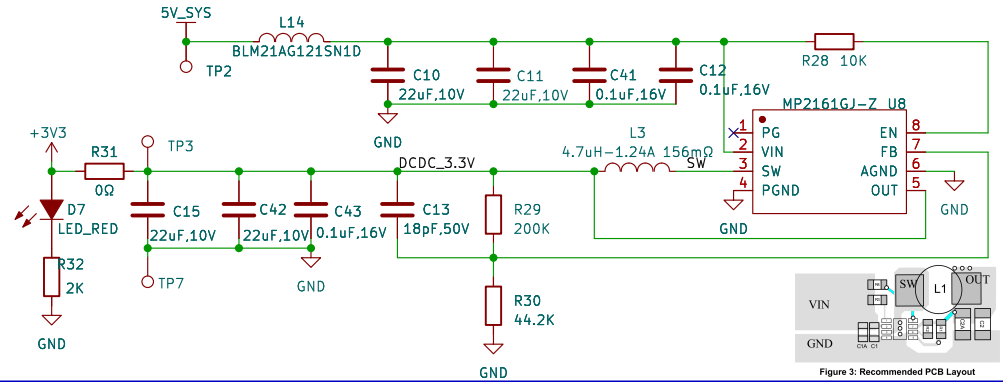 5V_SYS
L14
BLM21AG121SN1D
TP2
C10
22uF,10V
C11
22uF,10V
C41
0.1uF,16V
C12
0.1uF,16V
R28 10K
GND
MP2161GJ-Z U8
1 PG
2 VIN
3 SW
4 PGND
EN 8
FB 7
AGND 6
OUT 5
GND
GND
+3V3
R31
0Ω
TP3
DCDC_3.3V
L3
4.7uH-1.24A 156mΩ
SW
D7
LED_RED
C15
22uF,10V
C42
22uF,10V
C43
0.1uF,16V
C13
18pF,50V
R29
200K
R32
2K
TP7
GND
GND
R30
44.2K
GND
VIN
GND
SW
L1
OUT
C1A C1
C2A
C2
Figure 3: Recommended PCB Layout